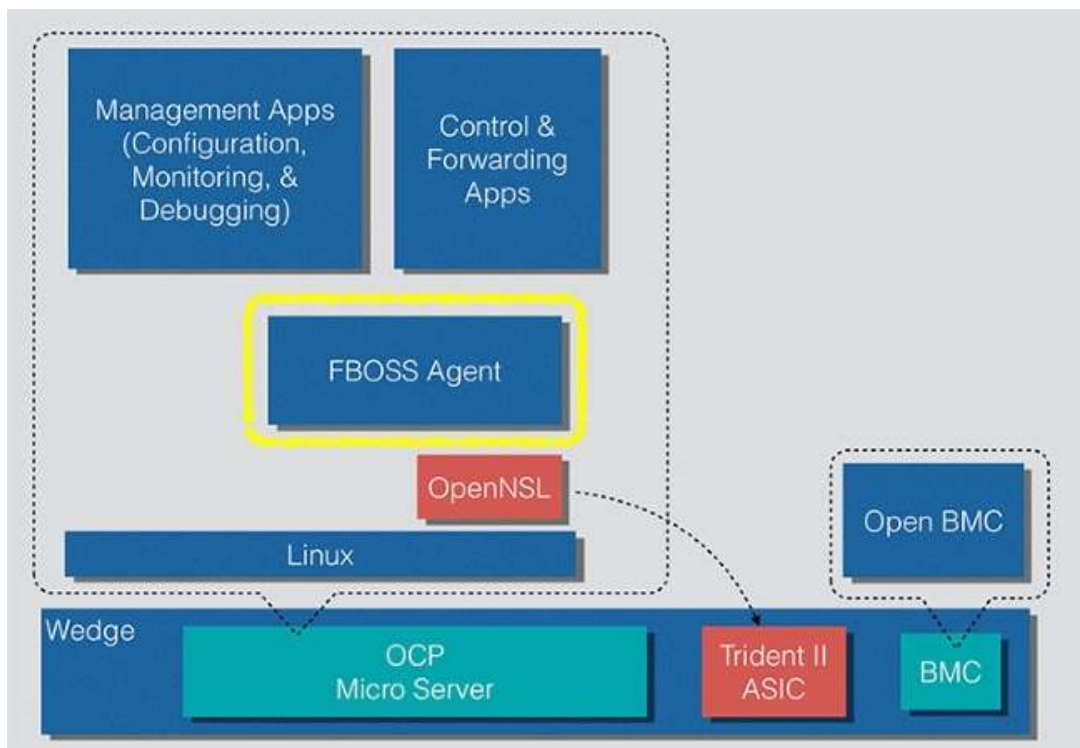 Management Apps
(Configuration,
Monitoring, &
Debugging)
Control &
Forwarding
Apps
FBOSS Agent
OpenNSL
Open BMC
Linux
Wedge
OCP
Micro Server
Trident II
ASIC
BMC